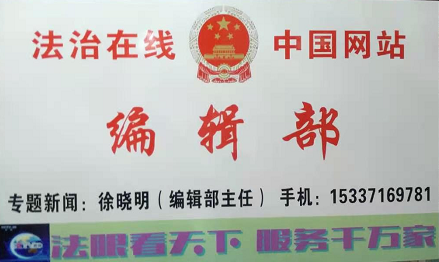 法治在线 中国网站
编辑部
专题新闻：徐晓明（编辑部主任） 手机：15337169781
法眼看天下 服务千万家